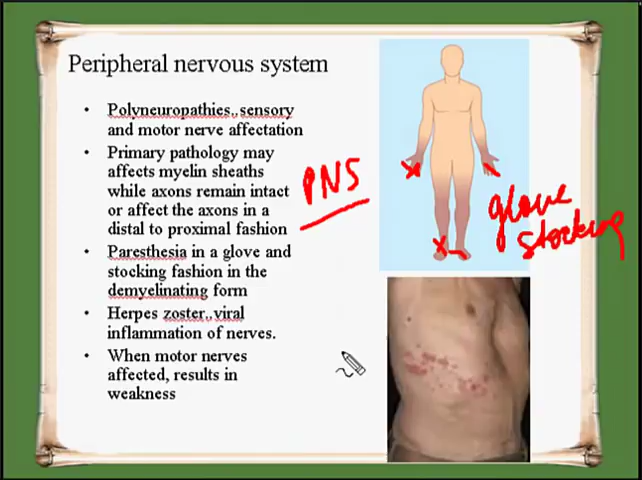 Peripheral nervous system
• Polyneuropathies,.sensory
and motor nerve affectation
• Primary pathology may
affects myelin sheaths
while axons remain intact
or affect the axons in a
distal to proximal fashion
• Paresthesia in a glove and
stocking fashion in the
demyelinating form
• Herpes zoster,.viral
inflammation of nerves.
• When motor nerves
affected, results in
weakness
PNS
glove
stocking